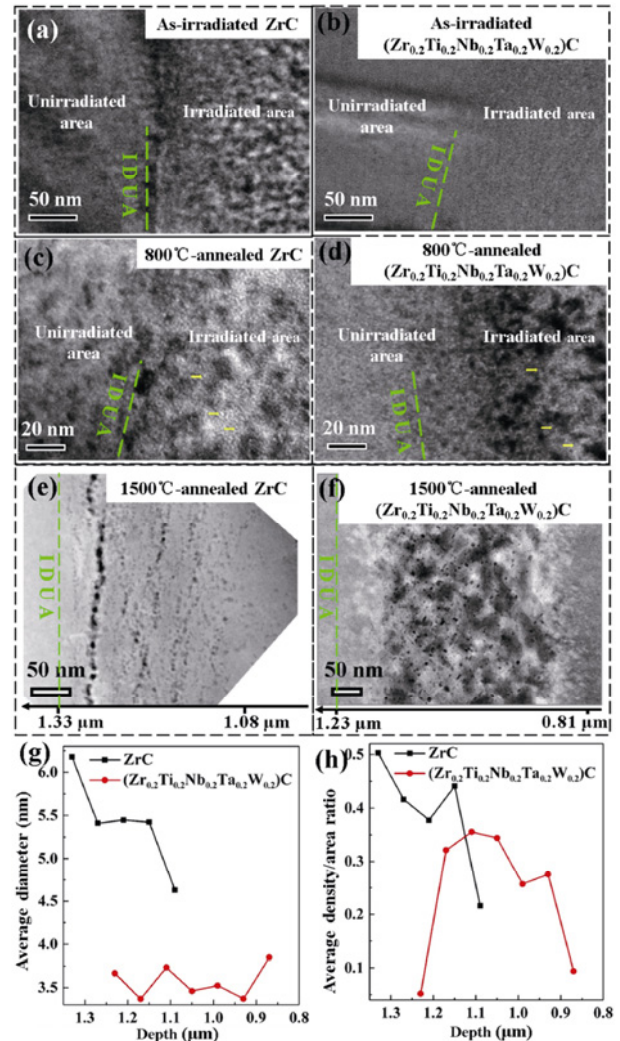 (a)
As-irradiated ZrC
Unirradiated
area
Irradiated area
IDUA
50 nm
(b)
As-irradiated
(Zr₀.₂Ti₀.₂Nb₀.₂Ta₀.₂W₀.₂)C
Unirradiated
area
Irradiated area
IDUA
50 nm
(c)
800℃-annealed ZrC
Unirradiated
area
Irradiated area
IDUA
20 nm
(d)
800℃-annealed
(Zr₀.₂Ti₀.₂Nb₀.₂Ta₀.₂W₀.₂)C
Unirradiated
area
Irradiated area
IDUA
20 nm
(e)
1500℃-annealed ZrC
IDUA
50 nm
1.33 μm
1.08 μm
(f)
1500℃-annealed
(Zr₀.₂Ti₀.₂Nb₀.₂Ta₀.₂W₀.₂)C
IDUA
50 nm
1.23 μm
0.81 μm
(g)
ZrC
(Zr₀.₂Ti₀.₂Nb₀.₂Ta₀.₂W₀.₂)C
Average diameter (nm)
6.0
5.5
5.0
4.5
4.0
3.5
1.3 1.2 1.1 1.0 0.9 0.8
Depth (μm)
(h)
ZrC
(Zr₀.₂Ti₀.₂Nb₀.₂Ta₀.₂W₀.₂)C
Average density/area ratio
0.5
0.4
0.3
0.2
0.1
1.3 1.2 1.1 1.0 0.9 0.8
Depth (μm)